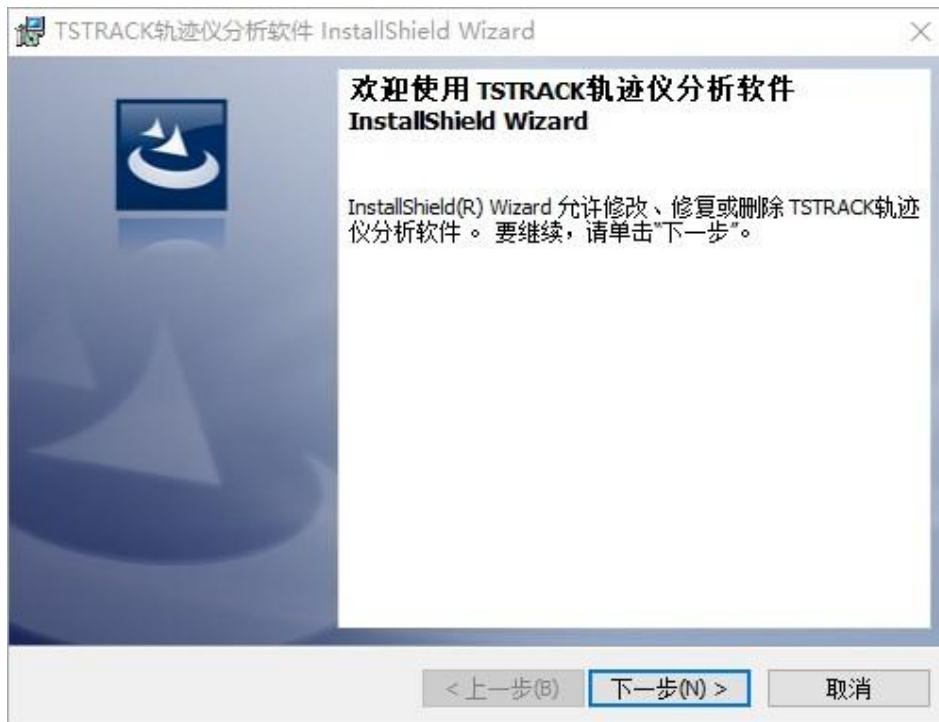 TSTRACK轨迹仪分析软件 InstallShield Wizard
欢迎使用 TSTRACK轨迹仪分析软件
InstallShield Wizard
InstallShield(R) Wizard 允许修改、修复或删除 TSTRACK轨迹
仪分析软件。 要继续，请单击“下一步”。
< 上一步(B)
下一步(N) >
取消